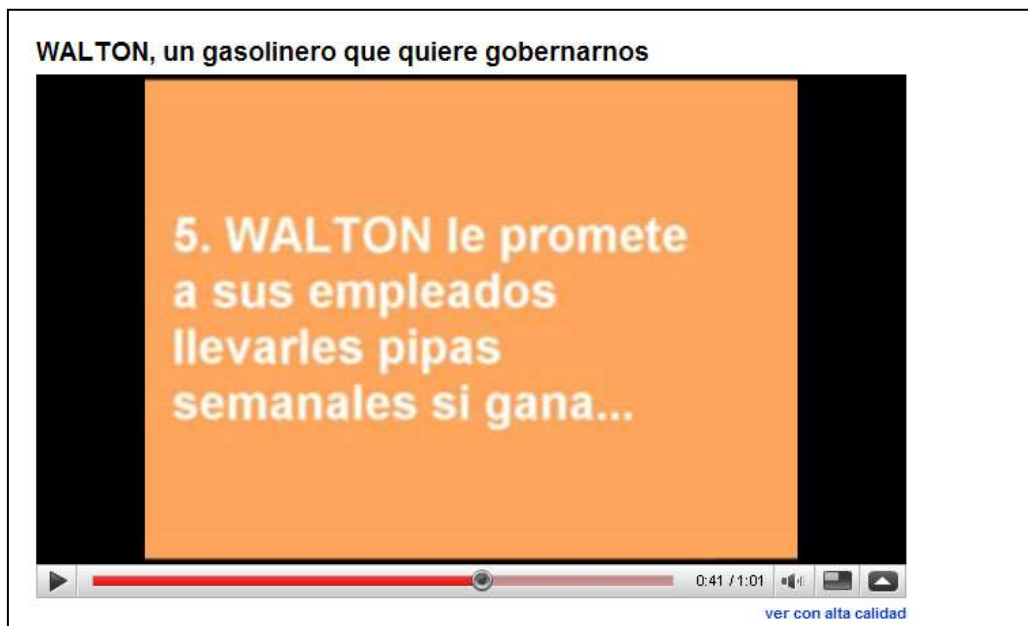 WALTON, un gasolinero que quiere gobernarnos
5. WALTON le promete
a sus empleados
llevarles pipas
semanales si gana...
0:41 / 1:01
ver con alta calidad